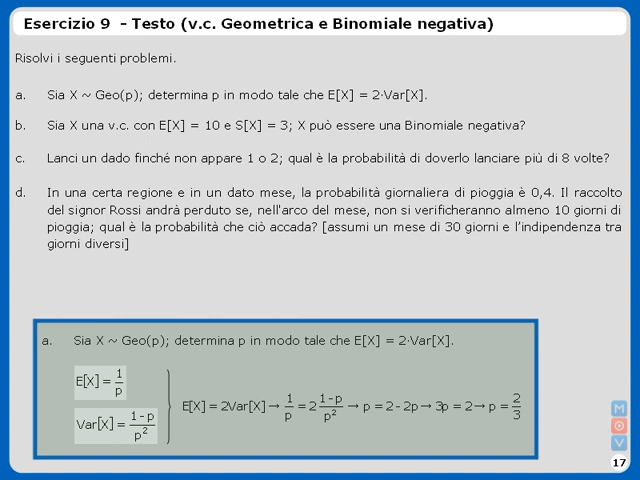 Esercizio 9 – Testo (v.c. Geometrica e Binomiale negativa)
Risolvi i seguenti problemi.
a. Sia X ~ Geo(p); determina p in modo tale che E[X] = 2·Var[X].
b. Sia X una v.c. con E[X] = 10 e S[X] = 3; X può essere una Binomiale negativa?
c. Lanci un dado finché non appare 1 o 2; qual è la probabilità di doverlo lanciare più di 8 volte?
d. In una certa regione e in un dato mese, la probabilità giornaliera di pioggia è 0,4. Il raccolto
del signor Rossi andrà perduto se, nell'arco del mese, non si verificheranno almeno 10 giorni di
pioggia; qual è la probabilità che ciò accada? [assumi un mese di 30 giorni e l'indipendenza tra
giorni diversi]
a. Sia X ~ Geo(p); determina p in modo tale che E[X] = 2·Var[X].
E[X] = 1/p
Var[X] = (1-p)/p²
E[X] = 2Var[X] → 1/p = 2 (1-p)/p² → p = 2 - 2p → 3p = 2 → p = 2/3
M
O
V
17